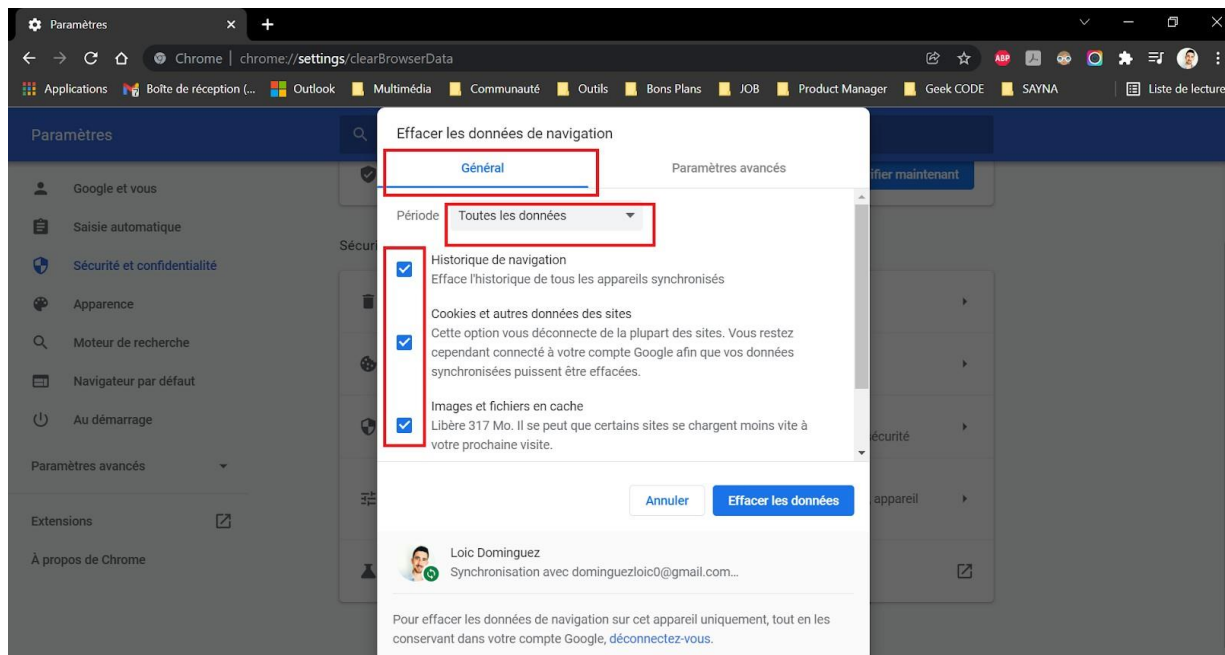 Paramètres
Chrome | chrome://settings/clearBrowserData
ABP
Applications
Boîte de réception (...
Outlook
Multimédia
Communauté
Outils
Bons Plans
JOB
Product Manager
Geek CODE
SAYNA
Liste de lecture
Paramètres
Google et vous
Saisie automatique
Sécurité et confidentialité
Apparence
Moteur de recherche
Navigateur par défaut
Au démarrage
Paramètres avancés
Extensions
À propos de Chrome
ifier maintenant
Sécuri
écurité
appareil
Effacer les données de navigation
Général
Paramètres avancés
Période
Toutes les données
Historique de navigation
Efface l'historique de tous les appareils synchronisés
Cookies et autres données des sites
Cette option vous déconnecte de la plupart des sites. Vous restez
cependant connecté à votre compte Google afin que vos données
synchronisées puissent être effacées.
Images et fichiers en cache
Libère 317 Mo. Il se peut que certains sites se chargent moins vite à
votre prochaine visite.
Annuler
Effacer les données
Loic Dominguez
Synchronisation avec dominguezloic0@gmail.com...
Pour effacer les données de navigation sur cet appareil uniquement, tout en les
conservant dans votre compte Google, déconnectez-vous.